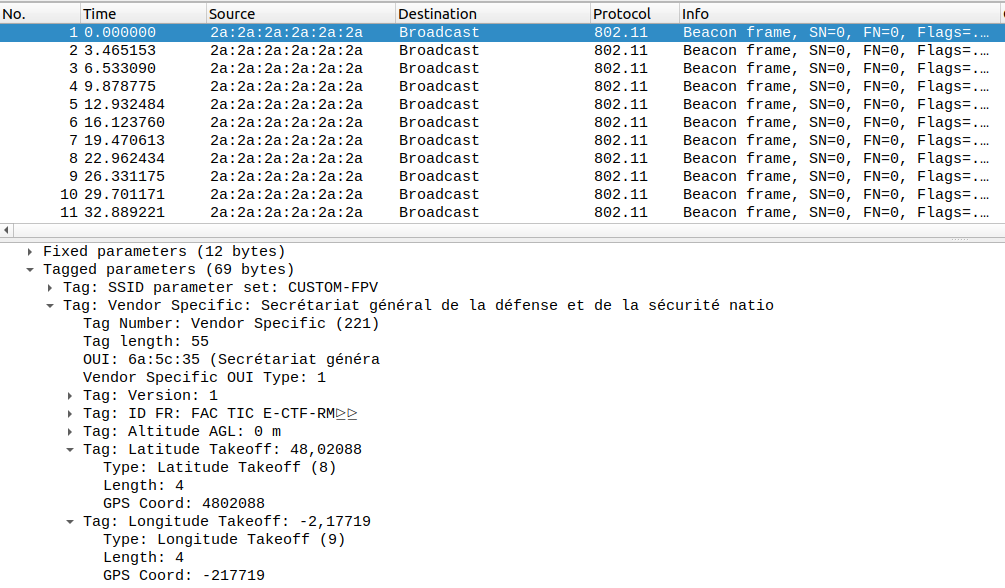 No. Time Source Destination Protocol Info
1 0.000000 2a:2a:2a:2a:2a:2a Broadcast 802.11 Beacon frame, SN=0, FN=0, Flags=....
2 3.465153 2a:2a:2a:2a:2a:2a Broadcast 802.11 Beacon frame, SN=0, FN=0, Flags=....
3 6.533090 2a:2a:2a:2a:2a:2a Broadcast 802.11 Beacon frame, SN=0, FN=0, Flags=....
4 9.878775 2a:2a:2a:2a:2a:2a Broadcast 802.11 Beacon frame, SN=0, FN=0, Flags=....
5 12.932484 2a:2a:2a:2a:2a:2a Broadcast 802.11 Beacon frame, SN=0, FN=0, Flags=....
6 16.123760 2a:2a:2a:2a:2a:2a Broadcast 802.11 Beacon frame, SN=0, FN=0, Flags=....
7 19.470613 2a:2a:2a:2a:2a:2a Broadcast 802.11 Beacon frame, SN=0, FN=0, Flags=....
8 22.962434 2a:2a:2a:2a:2a:2a Broadcast 802.11 Beacon frame, SN=0, FN=0, Flags=....
9 26.331175 2a:2a:2a:2a:2a:2a Broadcast 802.11 Beacon frame, SN=0, FN=0, Flags=....
10 29.701171 2a:2a:2a:2a:2a:2a Broadcast 802.11 Beacon frame, SN=0, FN=0, Flags=....
11 32.889221 2a:2a:2a:2a:2a:2a Broadcast 802.11 Beacon frame, SN=0, FN=0, Flags=....
Fixed parameters (12 bytes)
Tagged parameters (69 bytes)
Tag: SSID parameter set: CUSTOM-FPV
Tag: Vendor Specific: Secrétariat général de la défense et de la sécurité natio
Tag Number: Vendor Specific (221)
Tag length: 55
OUI: 6a:5c:35 (Secrétariat généra
Vendor Specific OUI Type: 1
Tag: Version: 1
Tag: ID FR: FAC TIC E-CTF-RM▷▷
Tag: Altitude AGL: 0 m
Tag: Latitude Takeoff: 48,02088
Type: Latitude Takeoff (8)
Length: 4
GPS Coord: 4802088
Tag: Longitude Takeoff: -2,17719
Type: Longitude Takeoff (9)
Length: 4
GPS Coord: -217719